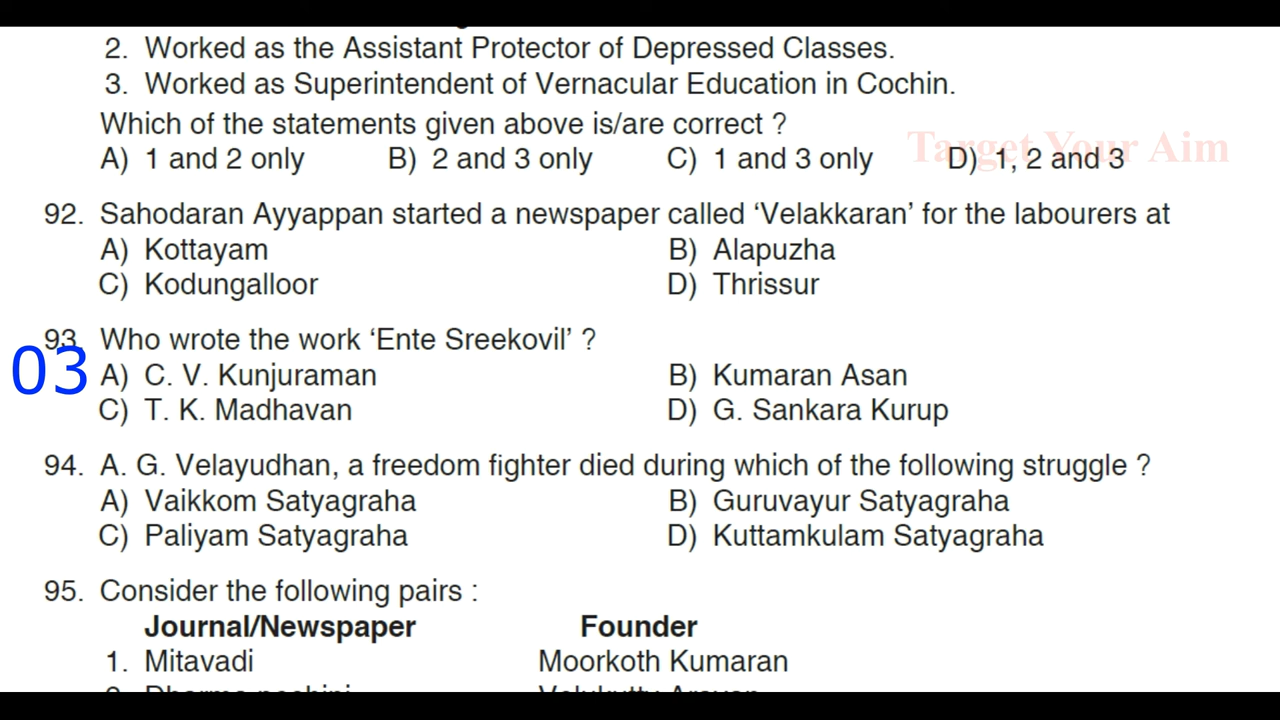 2. Worked as the Assistant Protector of Depressed Classes.
3. Worked as Superintendent of Vernacular Education in Cochin.
Which of the statements given above is/are correct ?
Target Your Aim
A) 1 and 2 only B) 2 and 3 only C) 1 and 3 only D) 1, 2 and 3
92. Sahodaran Ayyappan started a newspaper called ‘Velakkaran’ for the labourers at
A) Kottayam B) Alapuzha
C) Kodungalloor D) Thrissur
93. Who wrote the work ‘Ente Sreekovil’ ?
03
A) C. V. Kunjuraman B) Kumaran Asan
C) T. K. Madhavan D) G. Sankara Kurup
94. A. G. Velayudhan, a freedom fighter died during which of the following struggle ?
A) Vaikkom Satyagraha B) Guruvayur Satyagraha
C) Paliyam Satyagraha D) Kuttamkulam Satyagraha
95. Consider the following pairs :
Journal/Newspaper Founder
1. Mitavadi Moorkoth Kumaran